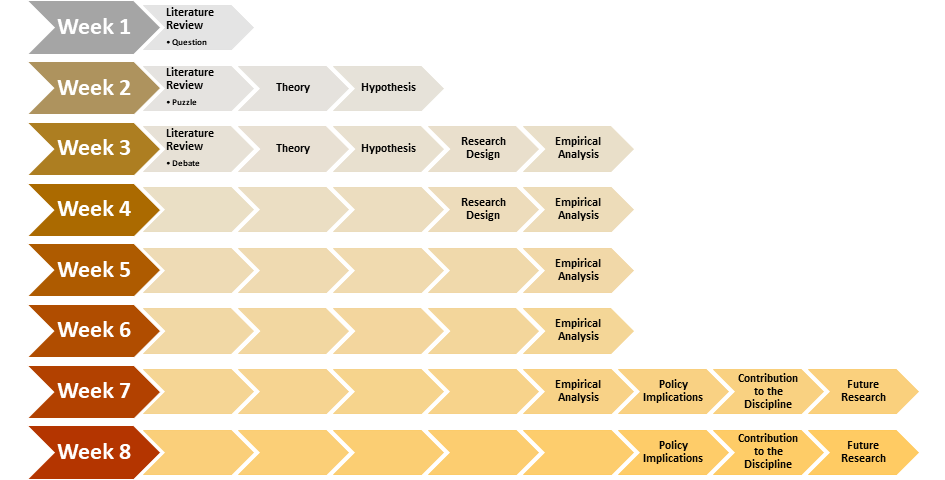 Week 1
Literature
Review
• Question
Week 2
Literature
Review
• Puzzle
Theory
Hypothesis
Week 3
Literature
Review
• Debate
Theory
Hypothesis
Research
Design
Empirical
Analysis
Week 4
Research
Design
Empirical
Analysis
Week 5
Empirical
Analysis
Week 6
Empirical
Analysis
Week 7
Empirical
Analysis
Policy
Implications
Contribution
to the
Discipline
Future
Research
Week 8
Policy
Implications
Contribution
to the
Discipline
Future
Research